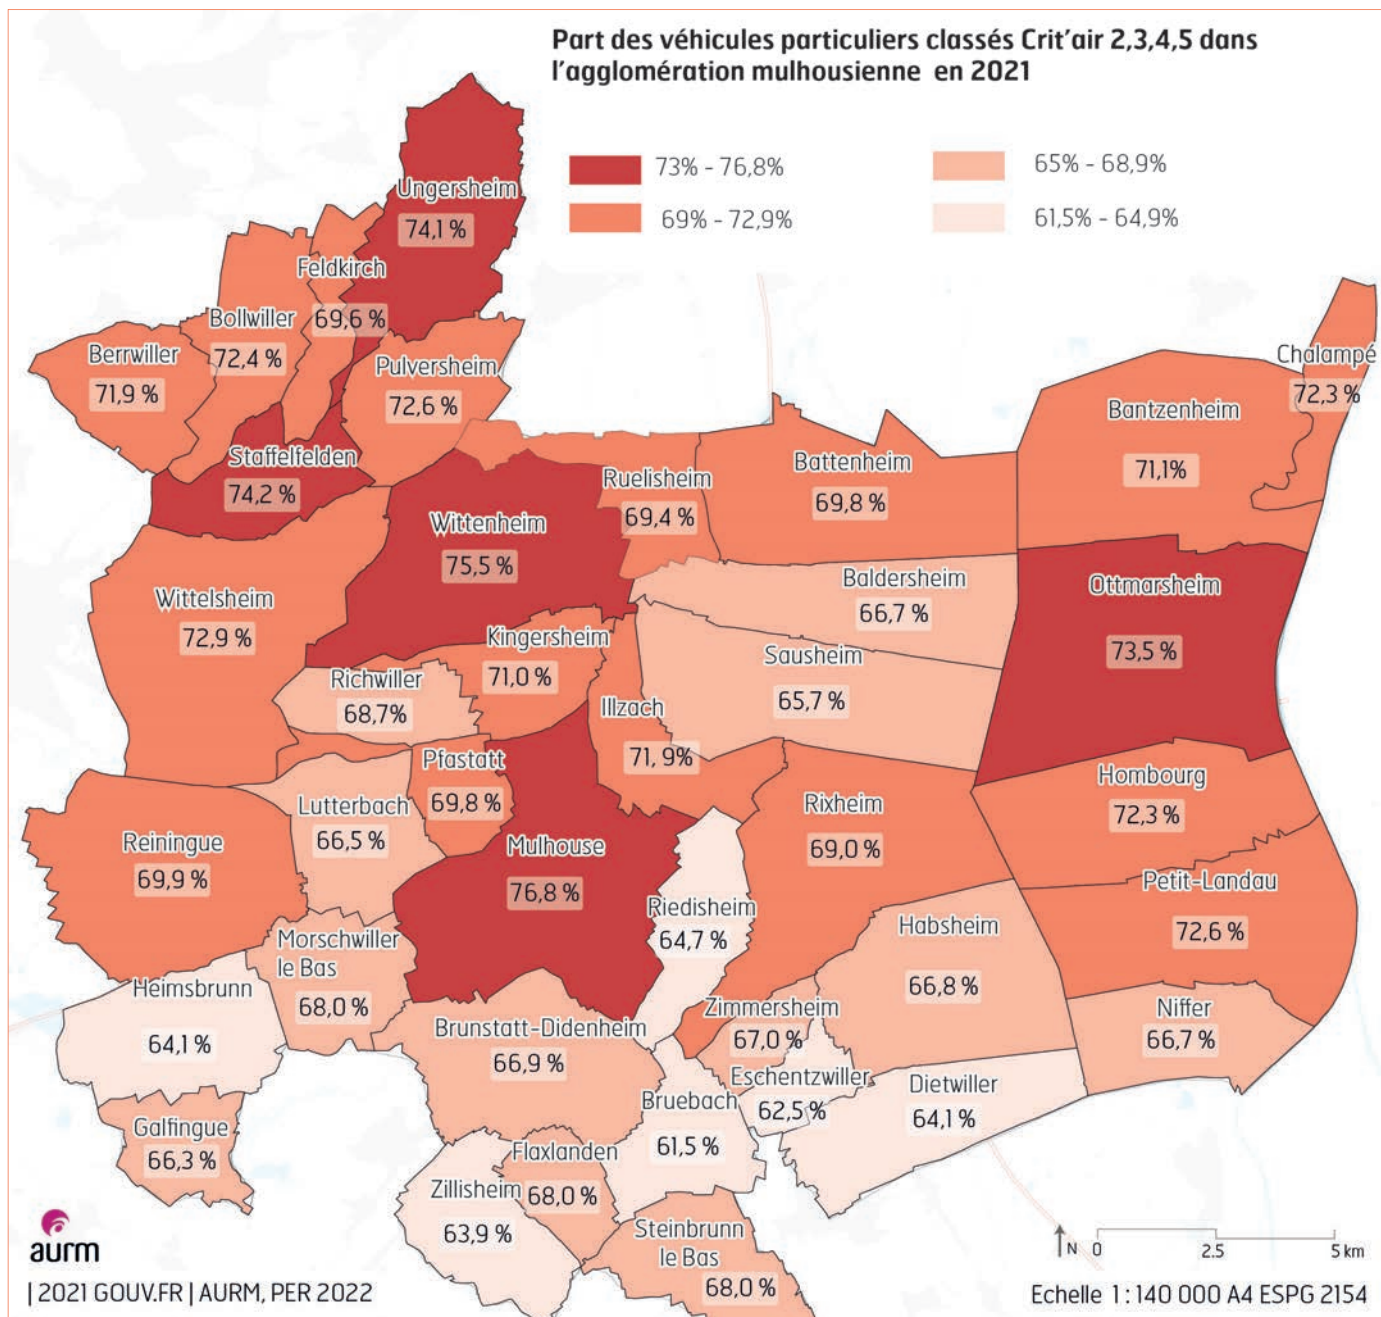 Part des véhicules particuliers classés Crit'air 2,3,4,5 dans
l'agglomération mulhousienne en 2021
73% - 76,8%
65% - 68,9%
69% - 72,9%
61,5% - 64,9%
Ungersheim
74,1 %
Feldkirch
69,6 %
Bollwiller
72,4 %
Berrwiller
71,9 %
Pulversheim
72,6 %
Chalampé
72,3 %
Bantzenheim
71,1%
Staffelfelden
74,2 %
Ruelisheim
69,4 %
Battenheim
69,8 %
Wittenheim
75,5 %
Baldersheim
66,7 %
Ottmarsheim
73,5 %
Wittelsheim
72,9 %
Kingersheim
71,0 %
Sausheim
65,7 %
Richwiller
68,7%
Illzach
71, 9%
Pfastatt
69,8 %
Hombourg
72,3 %
Lutterbach
66,5 %
Rixheim
69,0 %
Reiningue
69,9 %
Mulhouse
76,8 %
Petit-Landau
72,6 %
Riedisheim
64,7 %
Habsheim
66,8 %
Morschwiller
le Bas
68,0 %
Heimsbrunn
64,1 %
Zimmersheim
67,0 %
Niffer
66,7 %
Brunstatt-Didenheim
66,9 %
Eschentzwiller
62,5 %
Dietwiller
64,1 %
Bruebach
61,5 %
Galfingue
66,3 %
Flaxlanden
68,0 %
Zillisheim
63,9 %
Steinbrunn
le Bas
68,0 %
aurm
N 0 2.5 5 km
| 2021 GOUV.FR | AURM, PER 2022
Echelle 1 : 140 000 A4 ESPG 2154